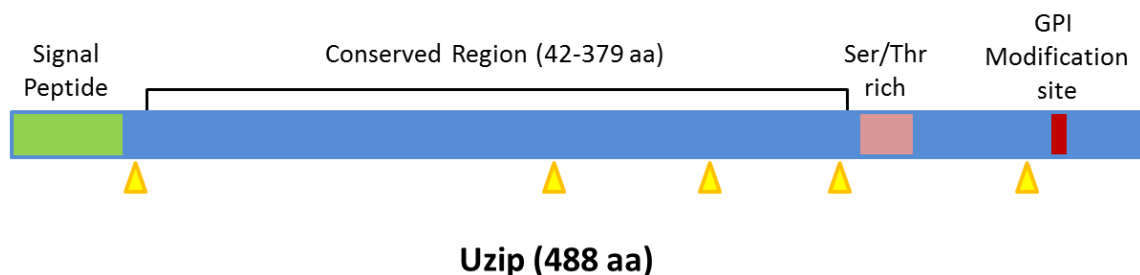 Signal
Peptide
Conserved Region (42-379 aa)
Ser/Thr
rich
GPI
Modification
site
Uzip (488 aa)